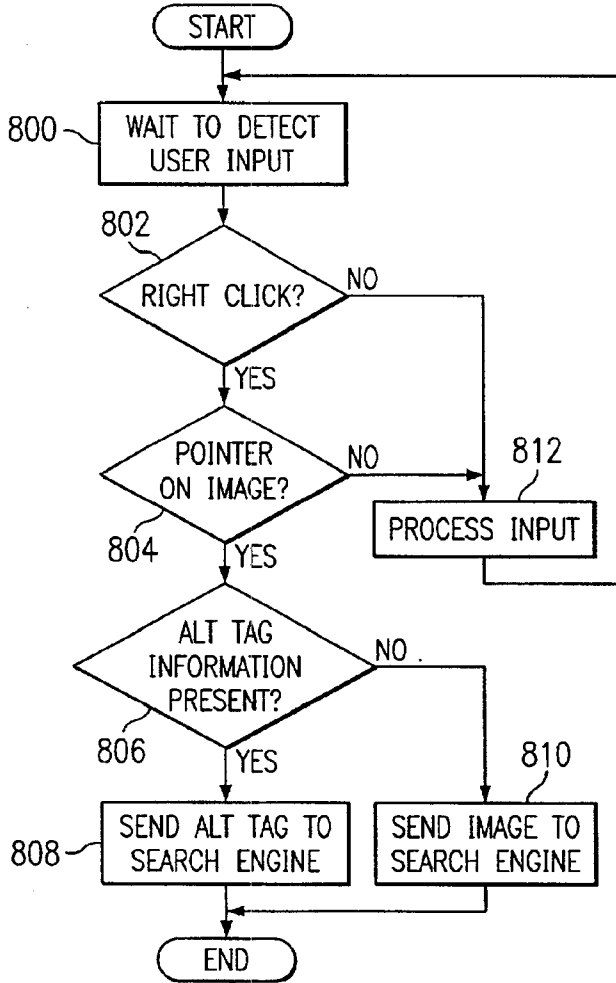 START
800
WAIT TO DETECT
USER INPUT
802
RIGHT CLICK?
NO
YES
POINTER
ON IMAGE?
NO
804
YES
812
PROCESS INPUT
ALT TAG
INFORMATION
PRESENT?
NO
806
YES
810
808
SEND ALT TAG TO
SEARCH ENGINE
SEND IMAGE TO
SEARCH ENGINE
END